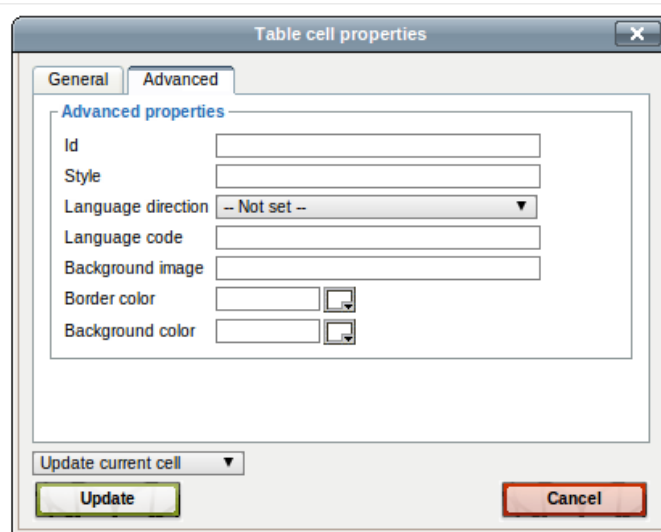 Table cell properties
General Advanced
Advanced properties
Id
Style
Language direction -- Not set --
Language code
Background image
Border color
Background color
Update current cell
Update Cancel